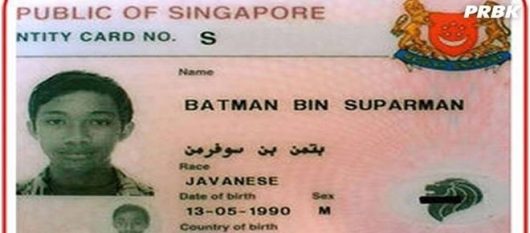 PRBK
PUBLIC OF SINGAPORE
NTITY CARD NO. S
Name
BATMAN BIN SUPARMAN
بتمن بن سوفرمن
Race
JAVANESE
Date of birth Sex
13-05-1990 M
Country of birth